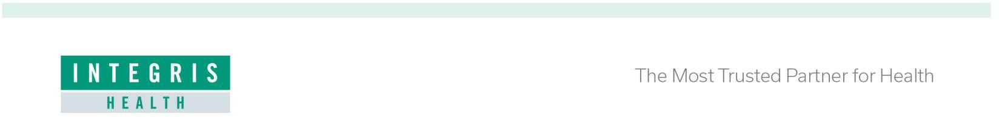 INTEGRIS
HEALTH
The Most Trusted Partner for Health